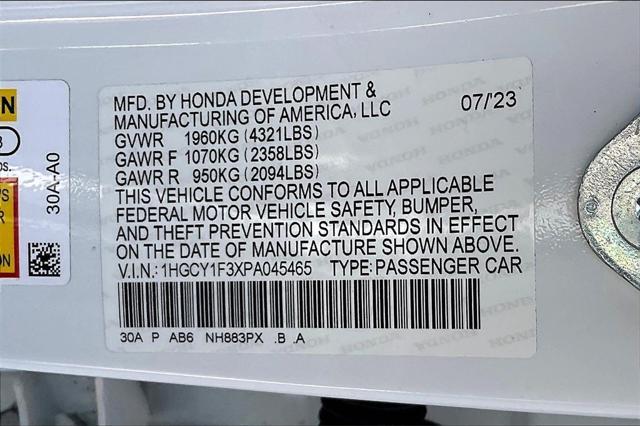 MFD. BY HONDA DEVELOPMENT &
MANUFACTURING OF AMERICA, LLC 07/'23
GVWR 1960KG (4321LBS)
GAWR F 1070KG (2358LBS)
GAWR R 950KG (2094LBS)
THIS VEHICLE CONFORMS TO ALL APPLICABLE
FEDERAL MOTOR VEHICLE SAFETY, BUMPER,
AND THEFT PREVENTION STANDARDS IN EFFECT
ON THE DATE OF MANUFACTURE SHOWN ABOVE.
V.I.N.: 1HGCY1F3XPA045465 TYPE: PASSENGER CAR
30A P AB6 NH883PX .B .A
30A-A0